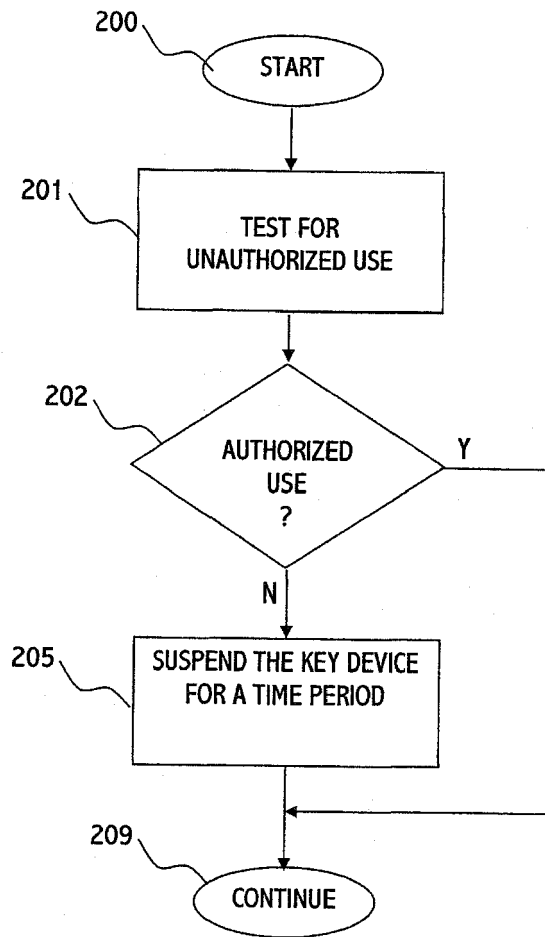 200
START
201
TEST FOR
UNAUTHORIZED USE
202
AUTHORIZED
USE
?
Y
N
205
SUSPEND THE KEY DEVICE
FOR A TIME PERIOD
209
CONTINUE